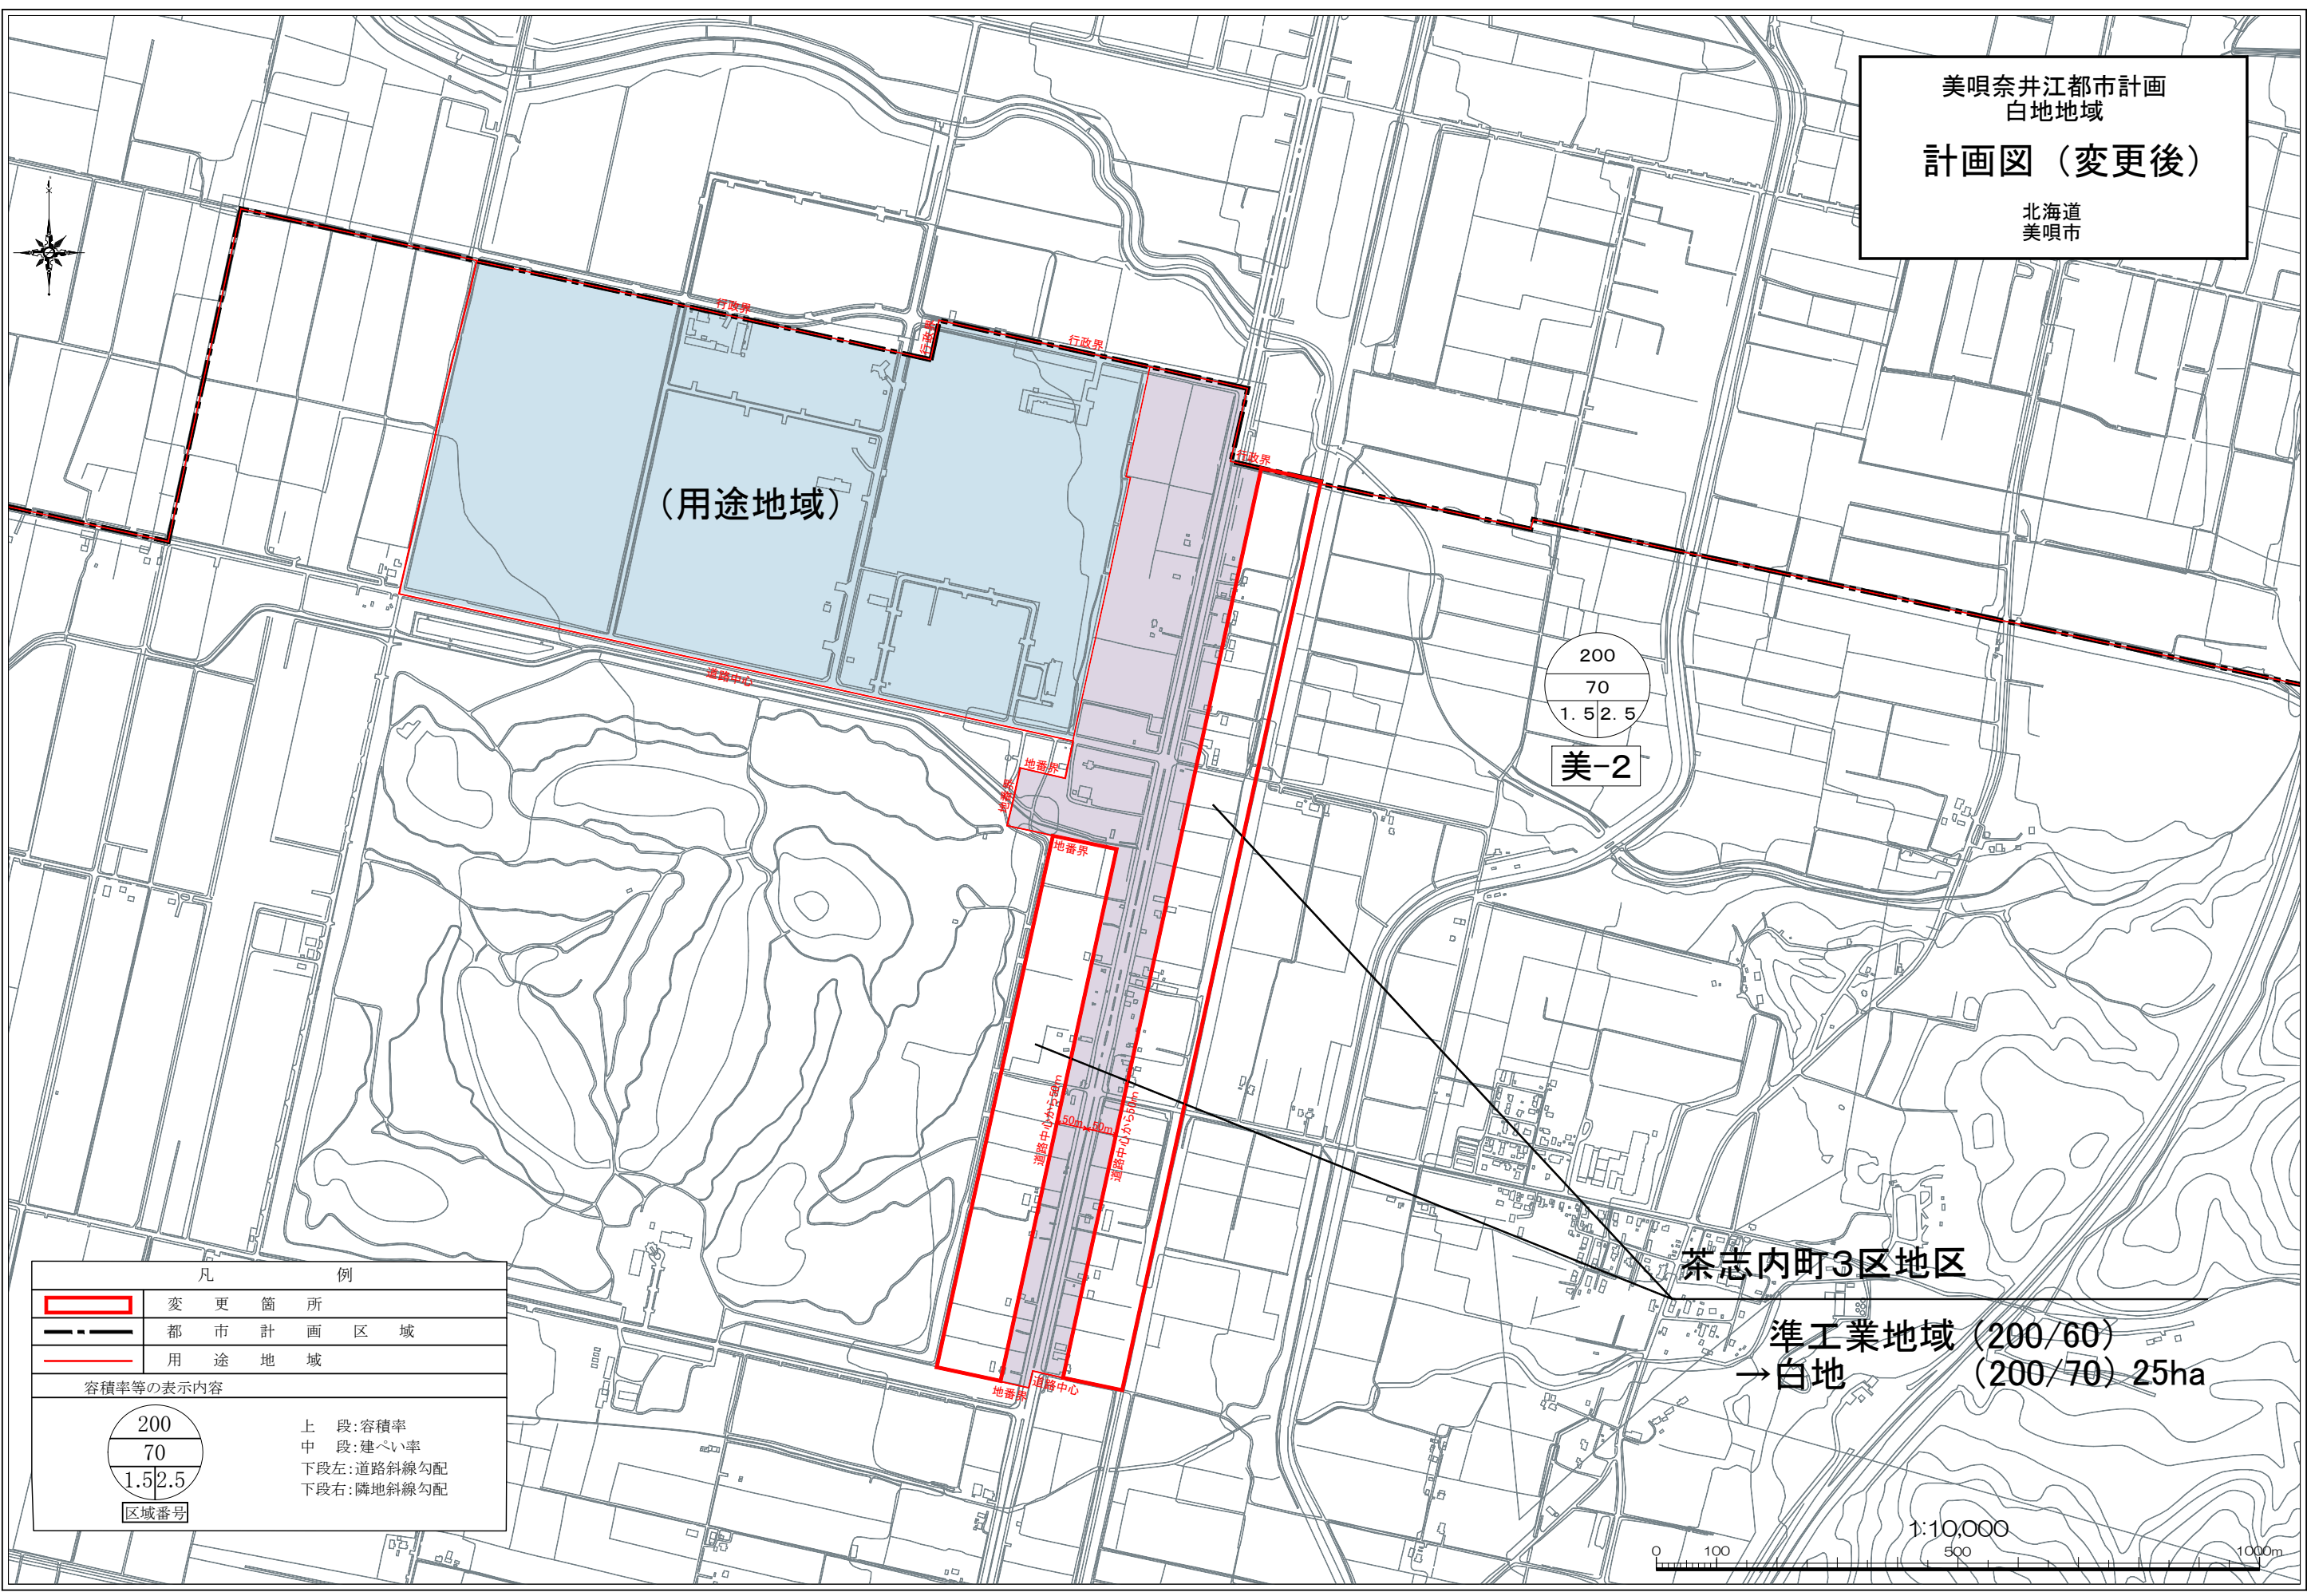 美唄奈井江都市計画
白地地域
計画図（変更後）
北海道
美唄市
行政界
行政界
行政界
行政界
（用途地域）
道路中心
地番界
地番界
地番界
200
70
1.5 2.5
美-2
道路中心から50m
50m 50m
道路中心から50m
地番界
道路中心
茶志内町３区地区
準工業地域（200/60）
→白地（200/70）25ha
凡例
変更箇所
都市計画区域
用途地域
容積率等の表示内容
200
70
1.5 2.5
区域番号
上　段：容積率
中　段：建ぺい率
下段左：道路斜線勾配
下段右：隣地斜線勾配
1:10,000
0 100 500 1000m